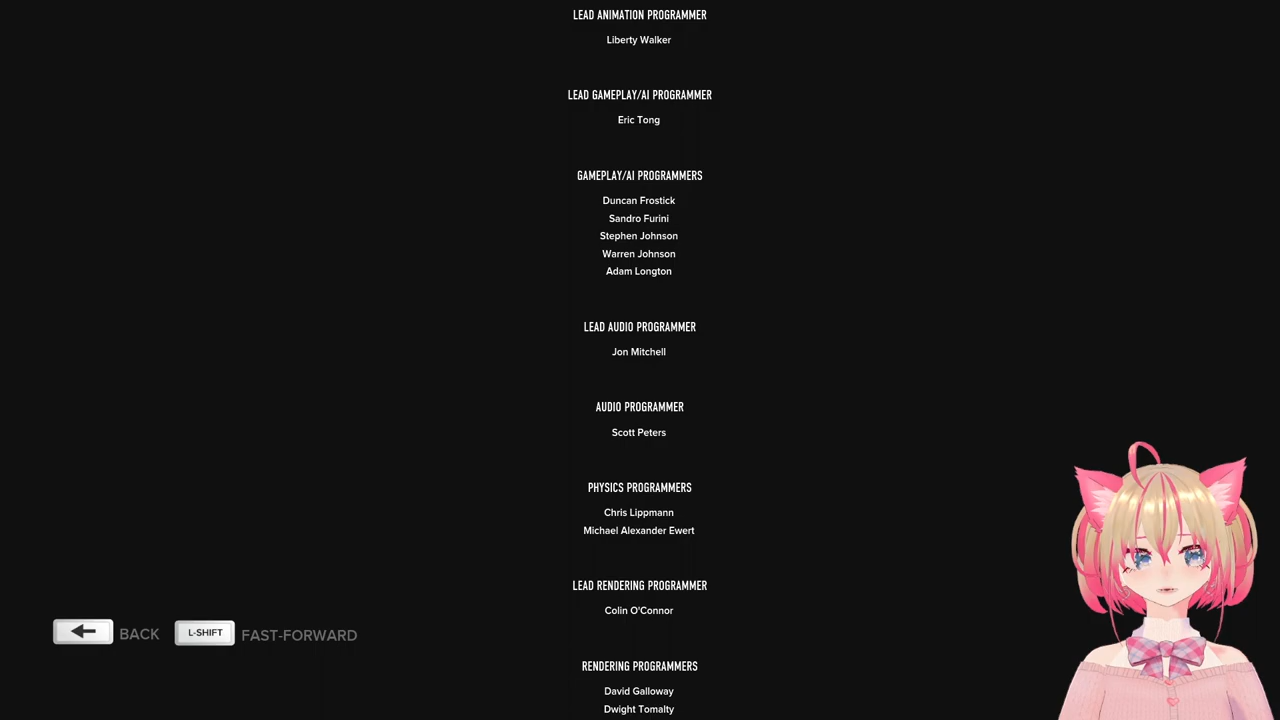 LEAD ANIMATION PROGRAMMER
Liberty Walker
LEAD GAMEPLAY/AI PROGRAMMER
Eric Tong
GAMEPLAY/AI PROGRAMMERS
Duncan Frostick
Sandro Furini
Stephen Johnson
Warren Johnson
Adam Longton
LEAD AUDIO PROGRAMMER
Jon Mitchell
AUDIO PROGRAMMER
Scott Peters
PHYSICS PROGRAMMERS
Chris Lippmann
Michael Alexander Ewert
LEAD RENDERING PROGRAMMER
Colin O'Connor
RENDERING PROGRAMMERS
David Galloway
Dwight Tomalty
BACK L-SHIFT FAST-FORWARD